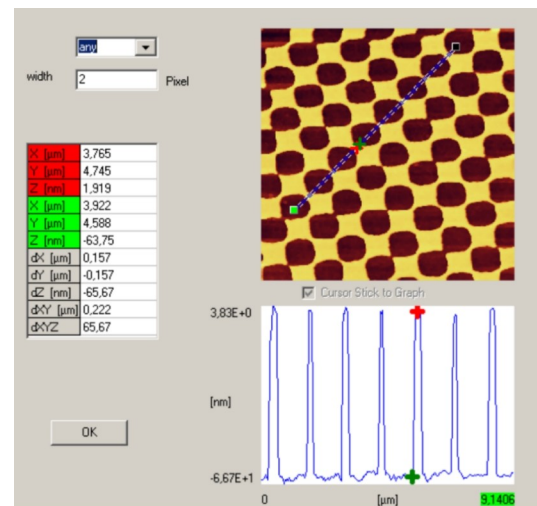 any
width 2 Pixel
X [µm] 3,765
Y [µm] 4,745
Z [nm] 1,919
X [µm] 3,922
Y [µm] 4,588
Z [nm] -63,75
dX [µm] 0,157
dY [µm] -0,157
dZ [nm] -65,67
dXY [µm] 0,222
dXYZ 65,67
Cursor Stick to Graph
3,83E+0
[nm]
OK
-6,67E+1
0 [µm] 9,1406